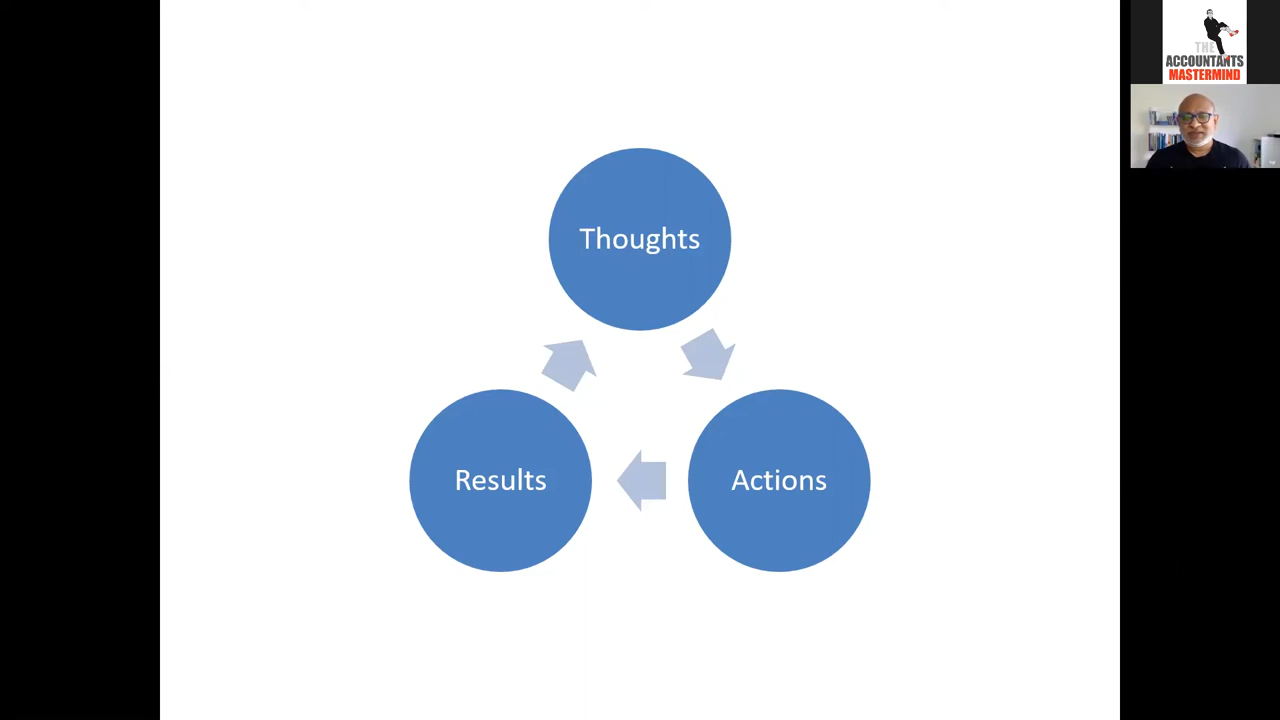 Thoughts
Results
Actions
THE
ACCOUNTANTS
MASTERMIND